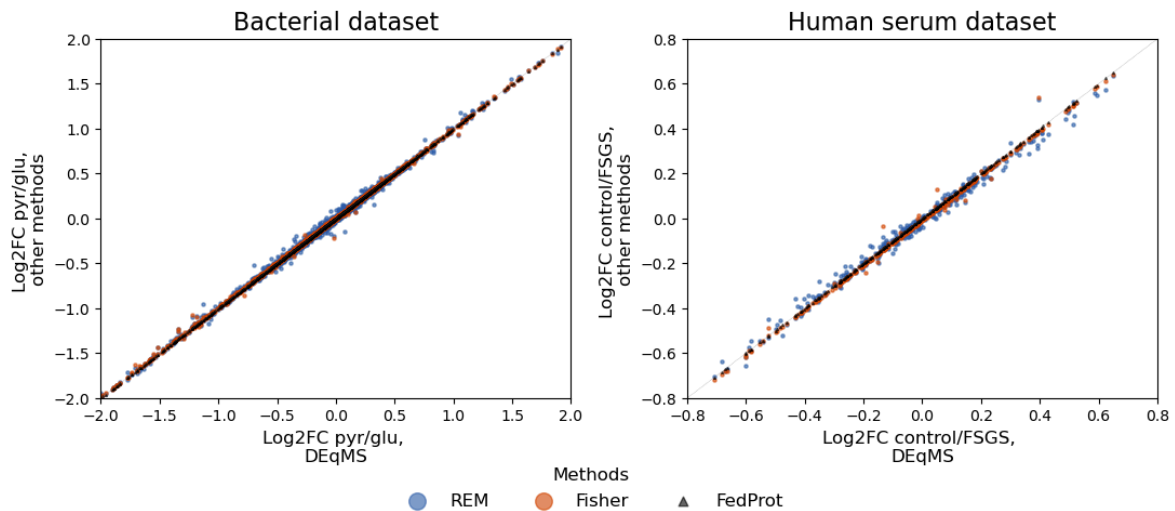 Bacterial dataset
Human serum dataset
2.0
1.5
1.0
0.5
0.0
−0.5
−1.0
−1.5
−2.0
Log2FC pyr/glu,
other methods
−2.0 −1.5 −1.0 −0.5 0.0 0.5 1.0 1.5 2.0
Log2FC pyr/glu,
DEqMS
0.8
0.6
0.4
0.2
0.0
−0.2
−0.4
−0.6
−0.8
Log2FC control/FSGS,
other methods
−0.8 −0.6 −0.4 −0.2 0.0 0.2 0.4 0.6 0.8
Log2FC control/FSGS,
DEqMS
Methods
REM Fisher FedProt